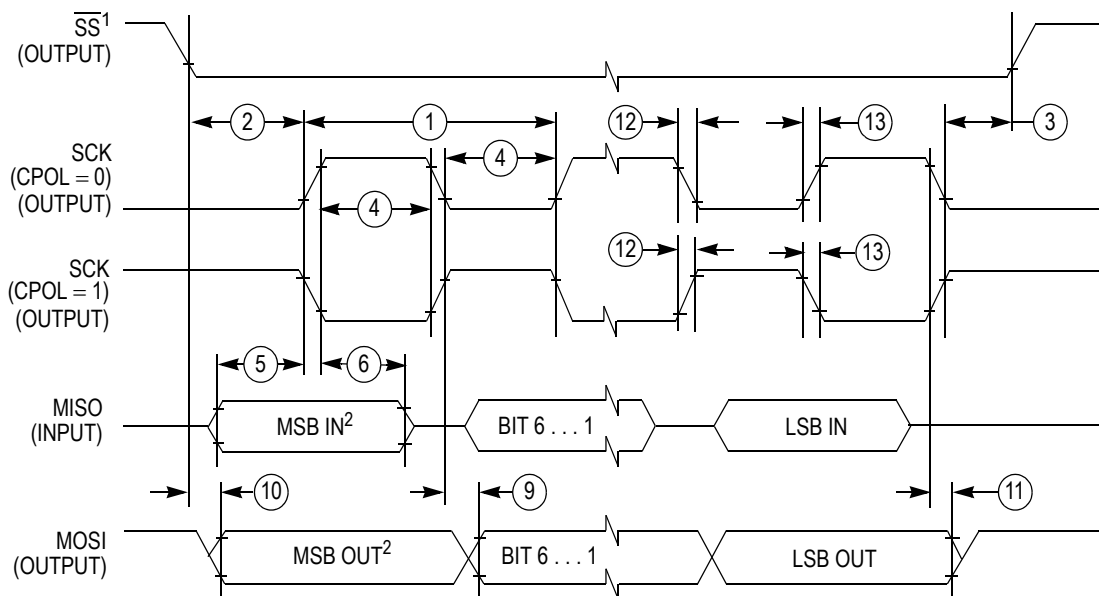 SS¹
(OUTPUT)
2
1
12
13
3
SCK
(CPOL = 0)
(OUTPUT)
4
4
SCK
(CPOL = 1)
(OUTPUT)
12
13
5
6
MISO
(INPUT)
MSB IN²
BIT 6 . . . 1
LSB IN
10
9
11
MOSI
(OUTPUT)
MSB OUT²
BIT 6 . . . 1
LSB OUT